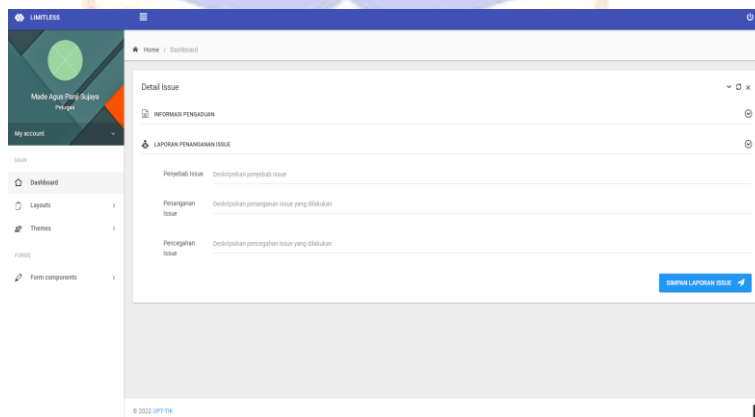 LIMITLESS
Home / Dashboard
Made Agus Panji Sujaya
Petugas
My account
MAIN
Dashboard
Layouts
Themes
FORMS
Form components
Detail Issue
INFORMASI PENGADUAN
LAPORAN PENANGANAN ISSUE
Penyebab Issue Deskripsikan penyebab issue
Penanganan Issue Deskripsikan penanganan issue yang dilakukan
Pencegahan Issue Deskripsikan pencegahan issue yang dilakukan
SIMPAN LAPORAN ISSUE
© 2022 UPT-TIK